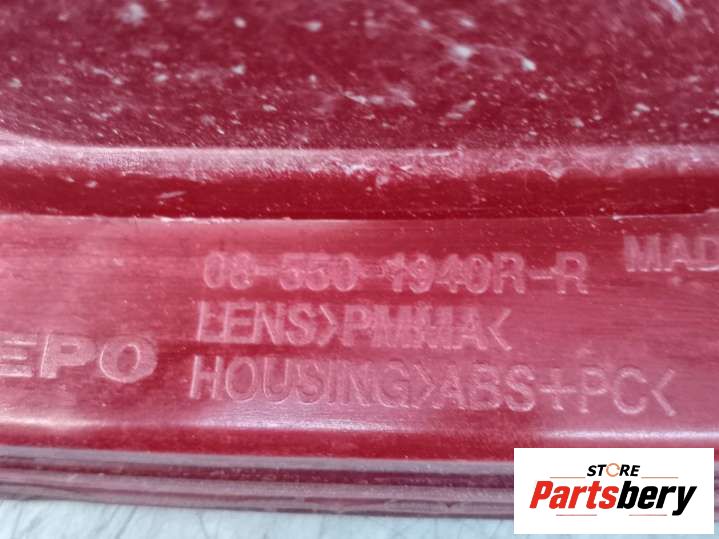 08-550-1940R-R
MAD
LENS>PMMA<
EPO
HOUSING>ABS+PC<
STORE
Partsbery